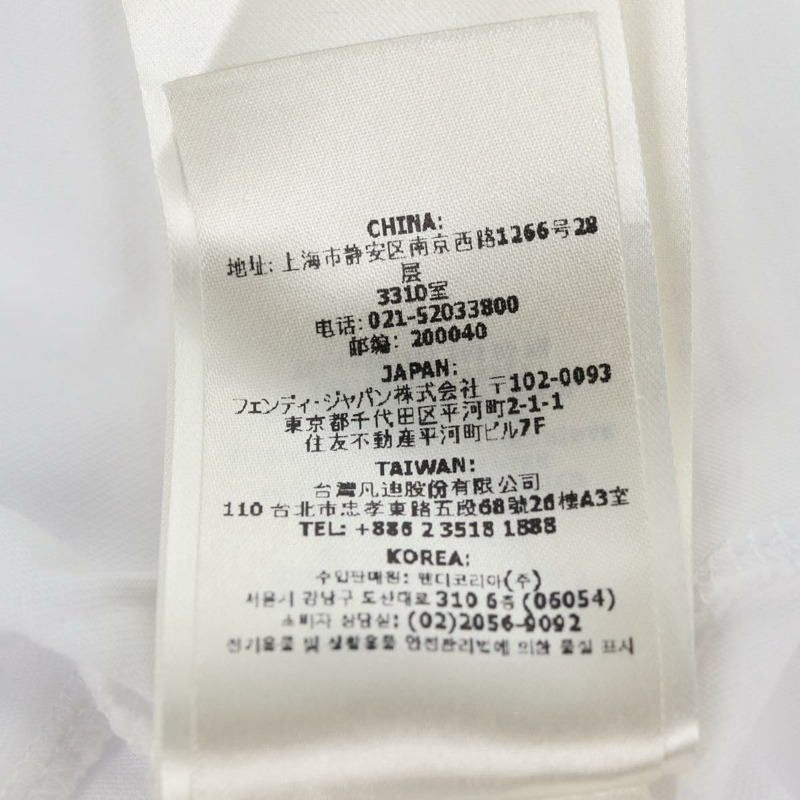 CHINA:
地址: 上海市静安区南京西路1266号28
层
3310室
电话: 021-52033800
邮编: 200040
JAPAN:
フェンディ・ジャパン株式会社 〒102-0093
東京都千代田区平河町2-1-1
住友不動産平河町ビル7F
TAIWAN:
台灣凡迪股份有限公司
110 台北市忠孝東路五段68號26樓A3室
TEL: +886 2 3518 1888
KOREA:
수입판매원: 펜디코리아(주)
서울시 강남구 도산대로 310 6층 (06054)
소비자 상담실: (02)2056-9092
전기용품 및 생활용품 안전관리법에 의한 품질 표시